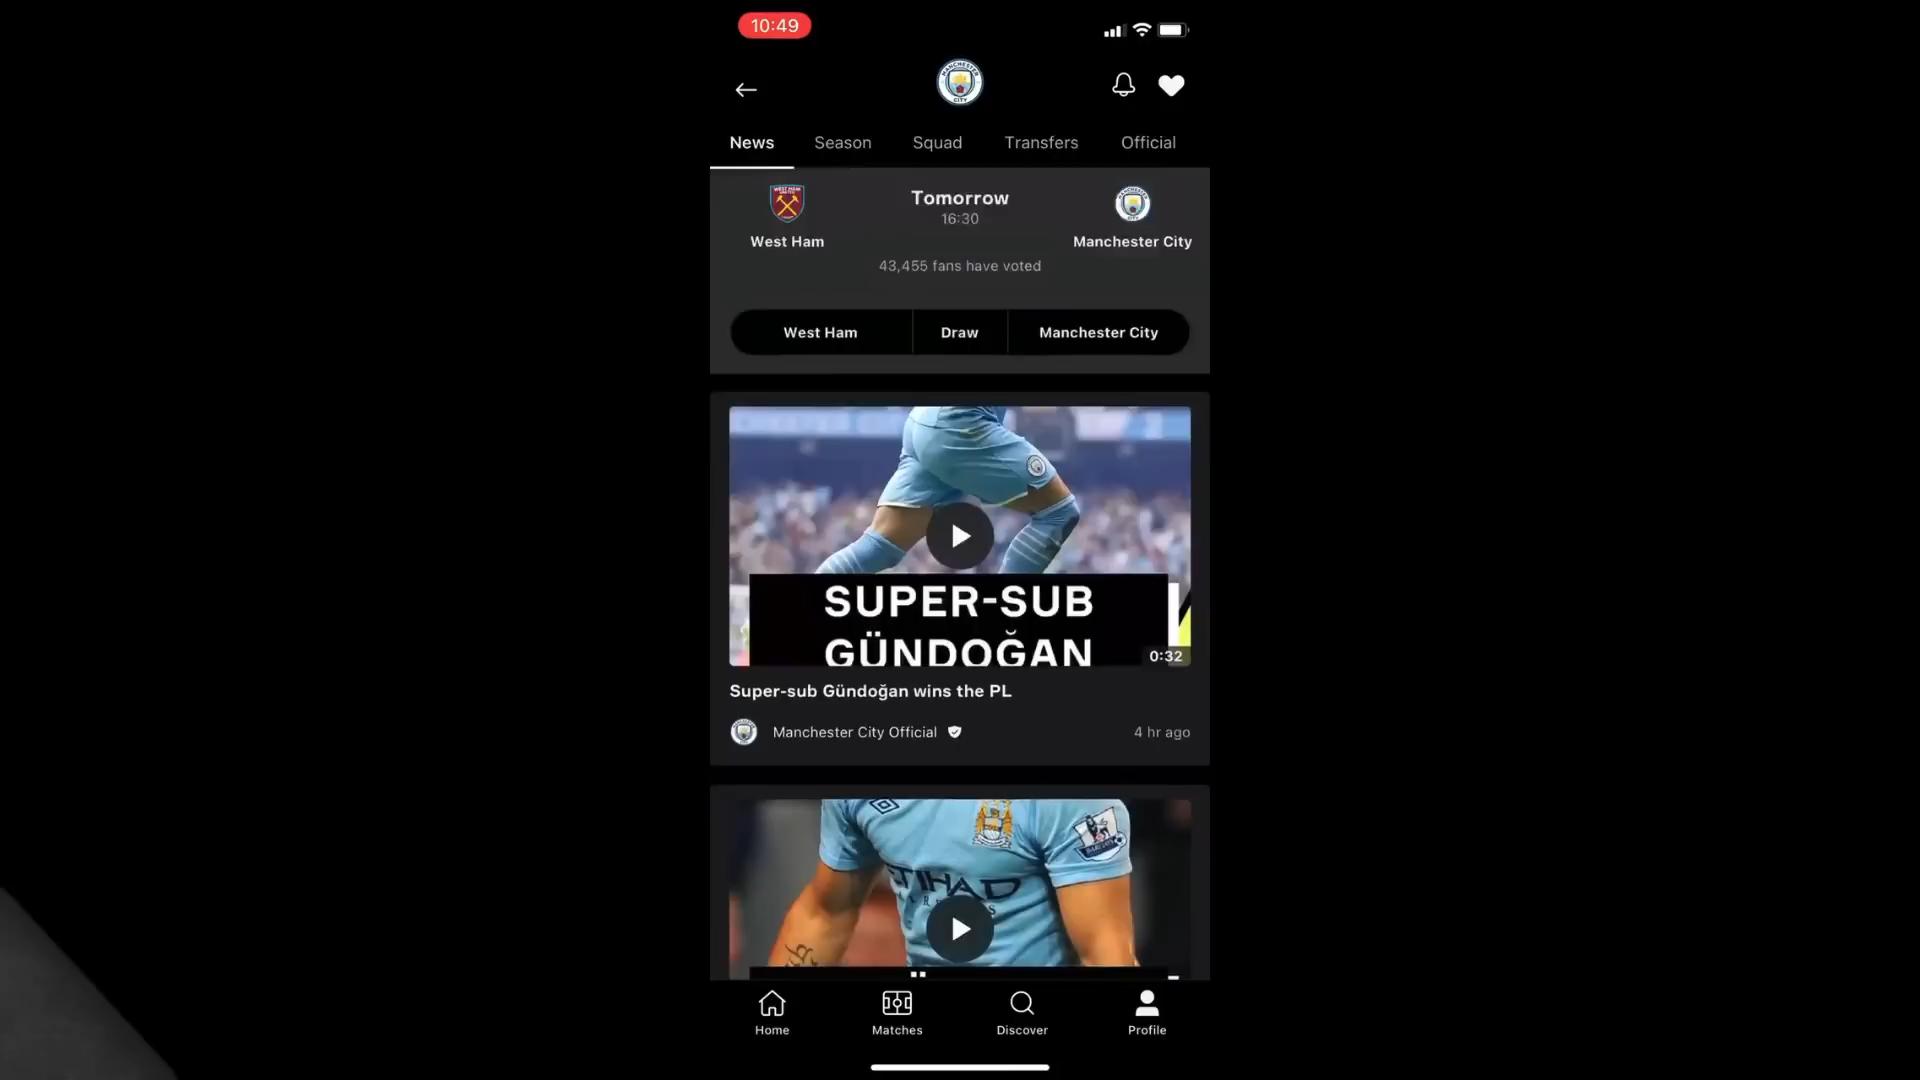 10:49
News Season Squad Transfers Official
Tomorrow
16:30
West Ham
Manchester City
43,455 fans have voted
West Ham Draw Manchester City
SUPER-SUB
GÜNDOĞAN
0:32
Super-sub Gündoğan wins the PL
Manchester City Official
4 hr ago
ETIHAD
Home Matches Discover Profile